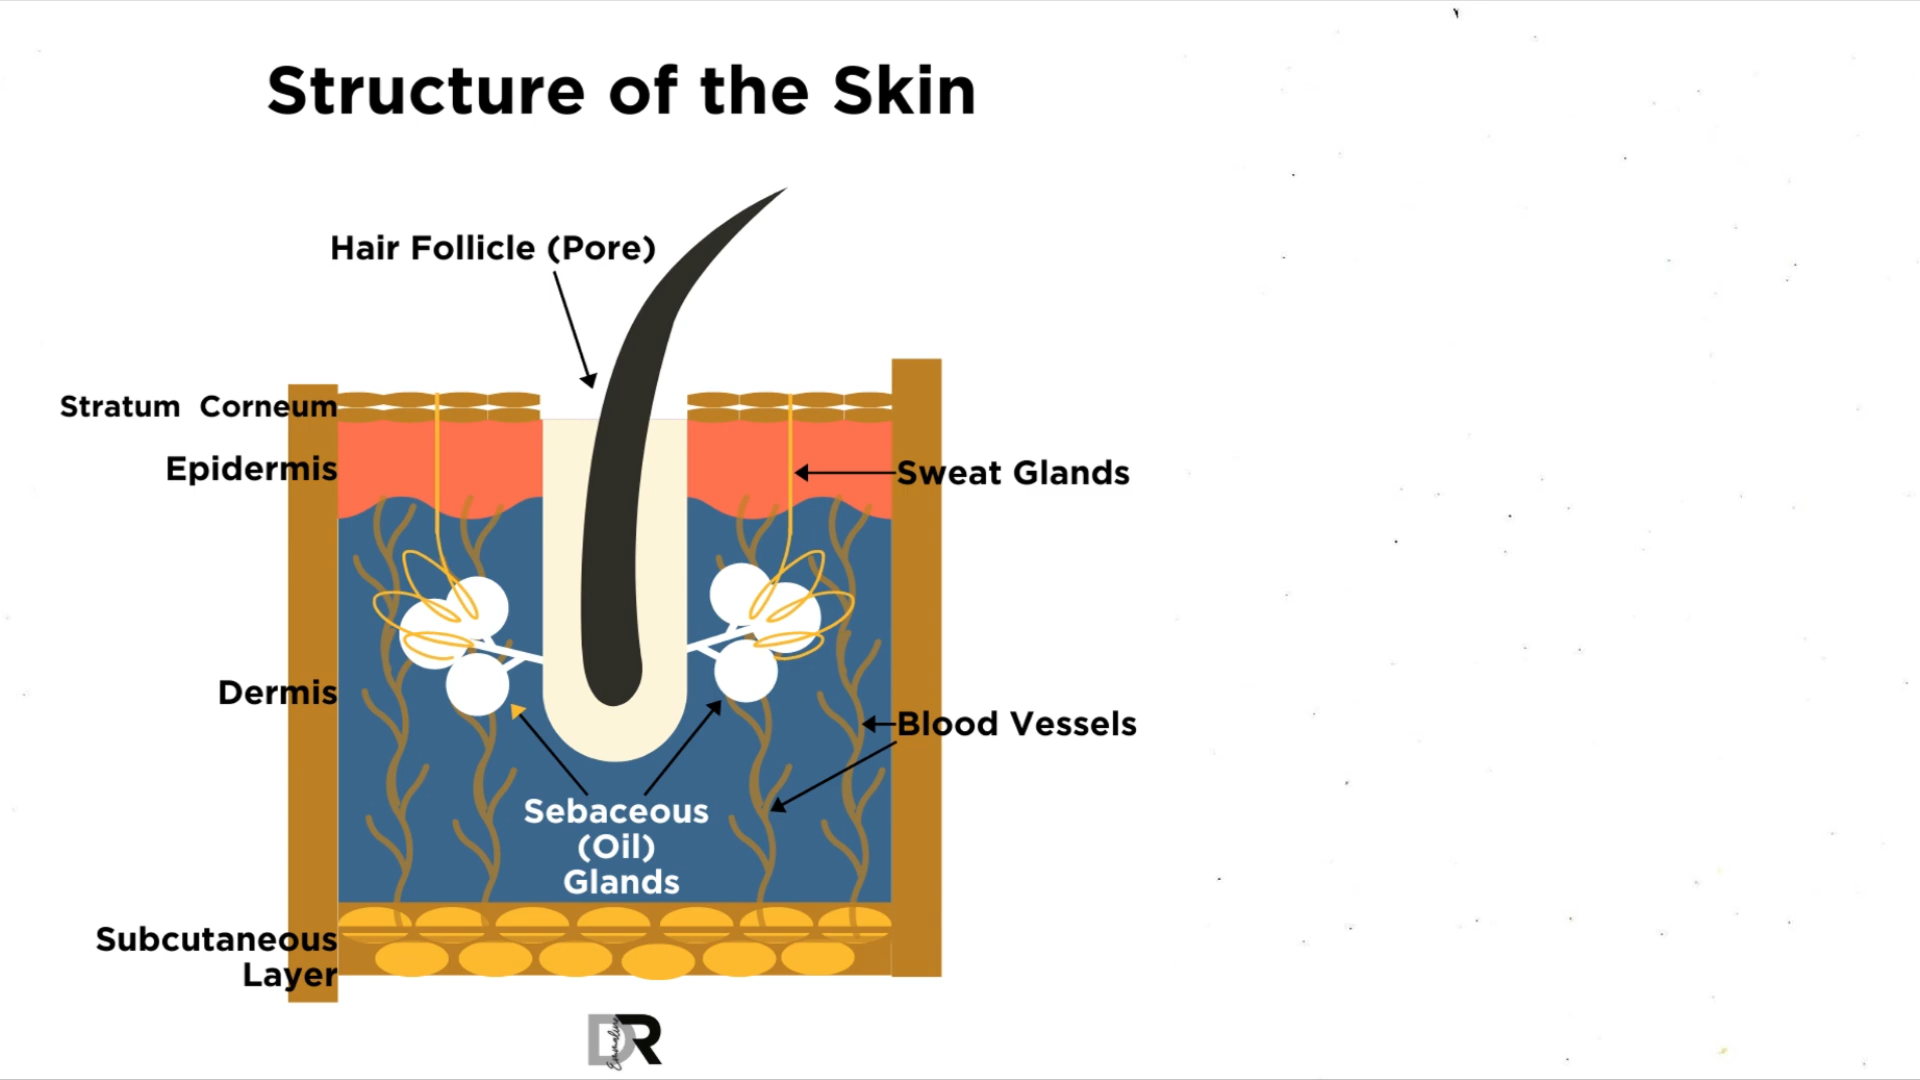 Structure of the Skin
Hair Follicle (Pore)
Stratum Corneum
Epidermis
Sweat Glands
Dermis
Blood Vessels
Sebaceous
(Oil)
Glands
Subcutaneous
Layer
DR
Emmaline